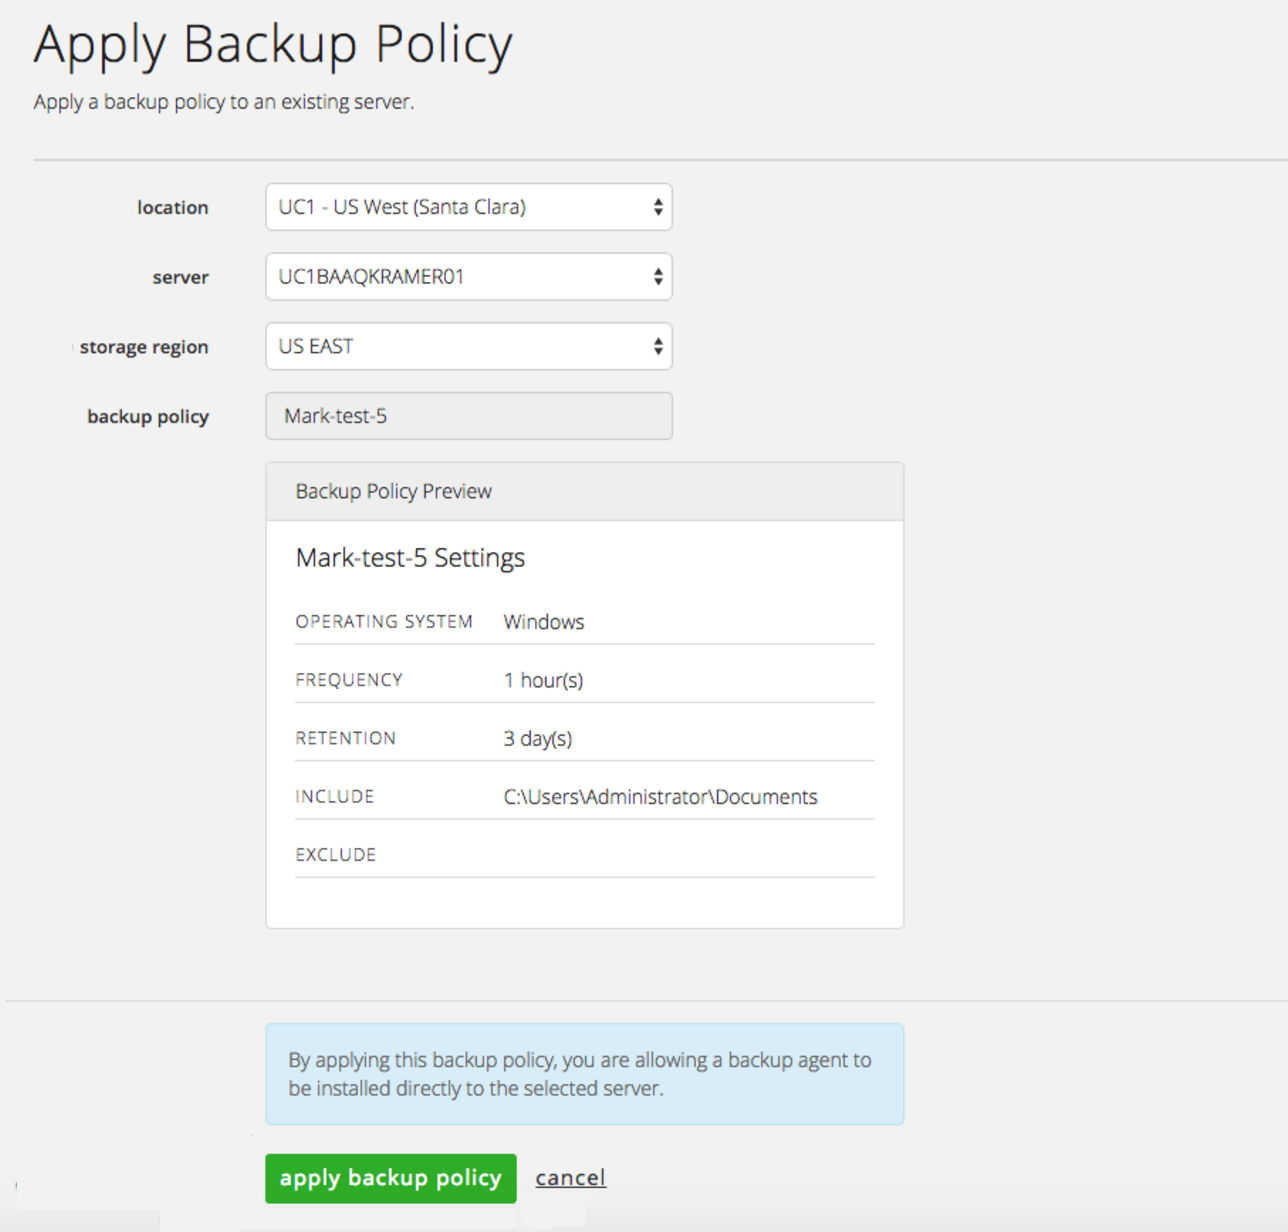 Apply Backup Policy
Apply a backup policy to an existing server.
location UC1 - US West (Santa Clara)
server UC1BAAQKRAMER01
storage region US EAST
backup policy Mark-test-5
Backup Policy Preview
Mark-test-5 Settings
OPERATING SYSTEM Windows
FREQUENCY 1 hour(s)
RETENTION 3 day(s)
INCLUDE C:\Users\Administrator\Documents
EXCLUDE
By applying this backup policy, you are allowing a backup agent to
be installed directly to the selected server.
apply backup policy cancel